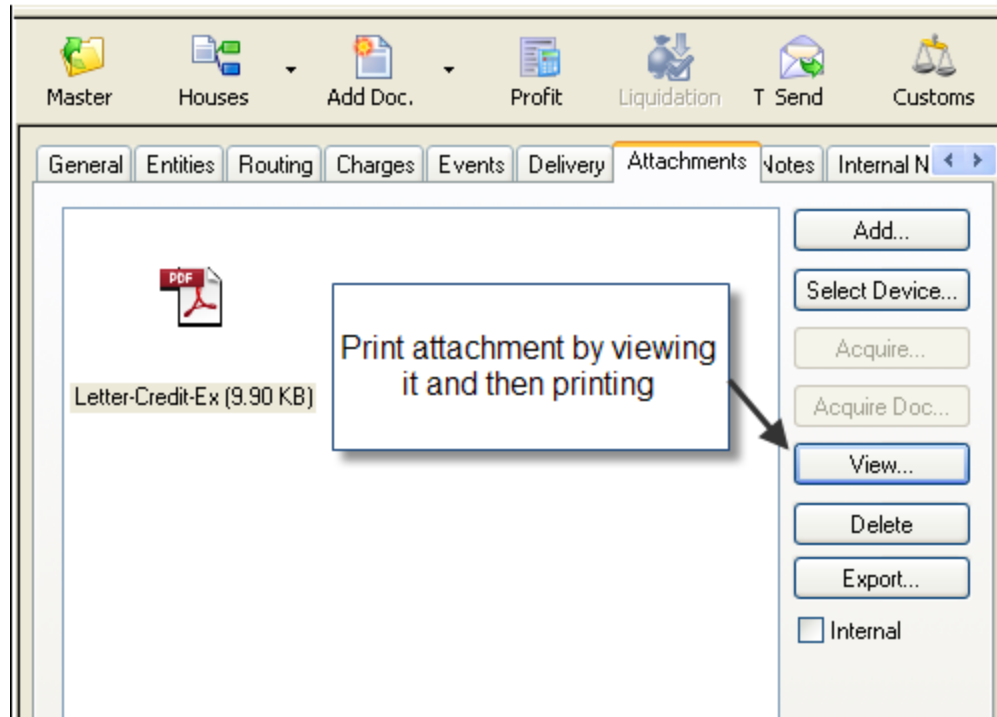 Master Houses Add Doc. Profit Liquidation T Send Customs
General Entities Routing Charges Events Delivery Attachments Notes Internal N
Add...
PDF
Select Device...
Print attachment by viewing
it and then printing
Acquire...
Letter-Credit-Ex (9.90 KB)
Acquire Doc...
View...
Delete
Export...
Internal